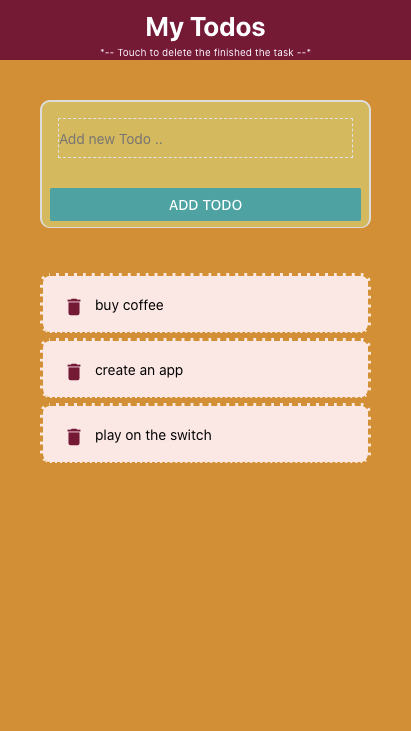 My Todos
*-- Touch to delete the finished the task --*
Add new Todo ..
ADD TODO
buy coffee
create an app
play on the switch